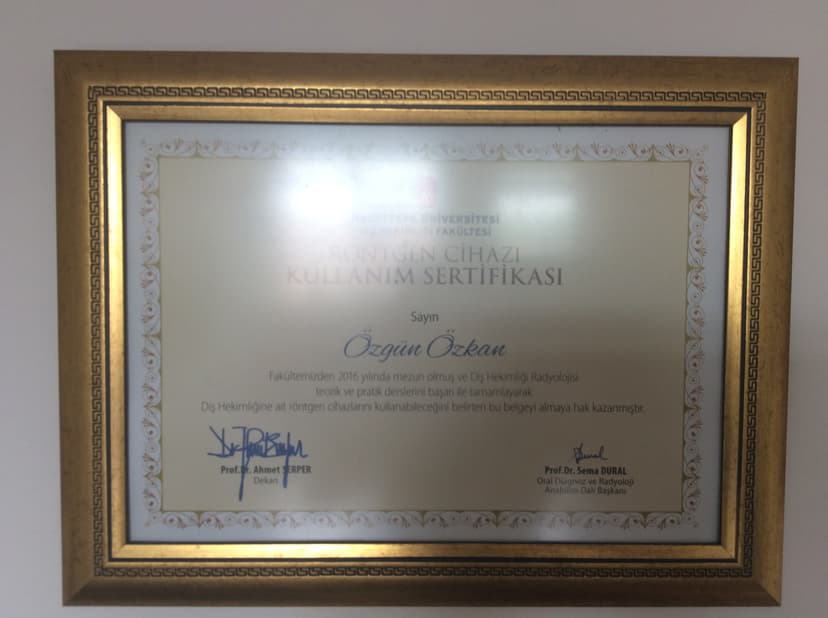 ÜNİVERSİTESİ
FAKÜLTESİ
RÖNTGEN CİHAZI
KULLANIM SERTİFİKASI
Sayın
Özgün Özkan
Fakültemizden 2016 yılında mezun olmuş ve Diş Hekimliği Radyolojisi
teorik ve pratik derslerini başarı ile tamamlayarak
Diş Hekimliğine ait röntgen cihazlarını kullanabileceğini belirten bu belgeyi almaya hak kazanmıştır.
Prof.Dr. Ahmet SERPER
Dekan
Prof.Dr. Sema DURAL
Oral Diagnoz ve Radyoloji
Anabilim Dalı Başkanı